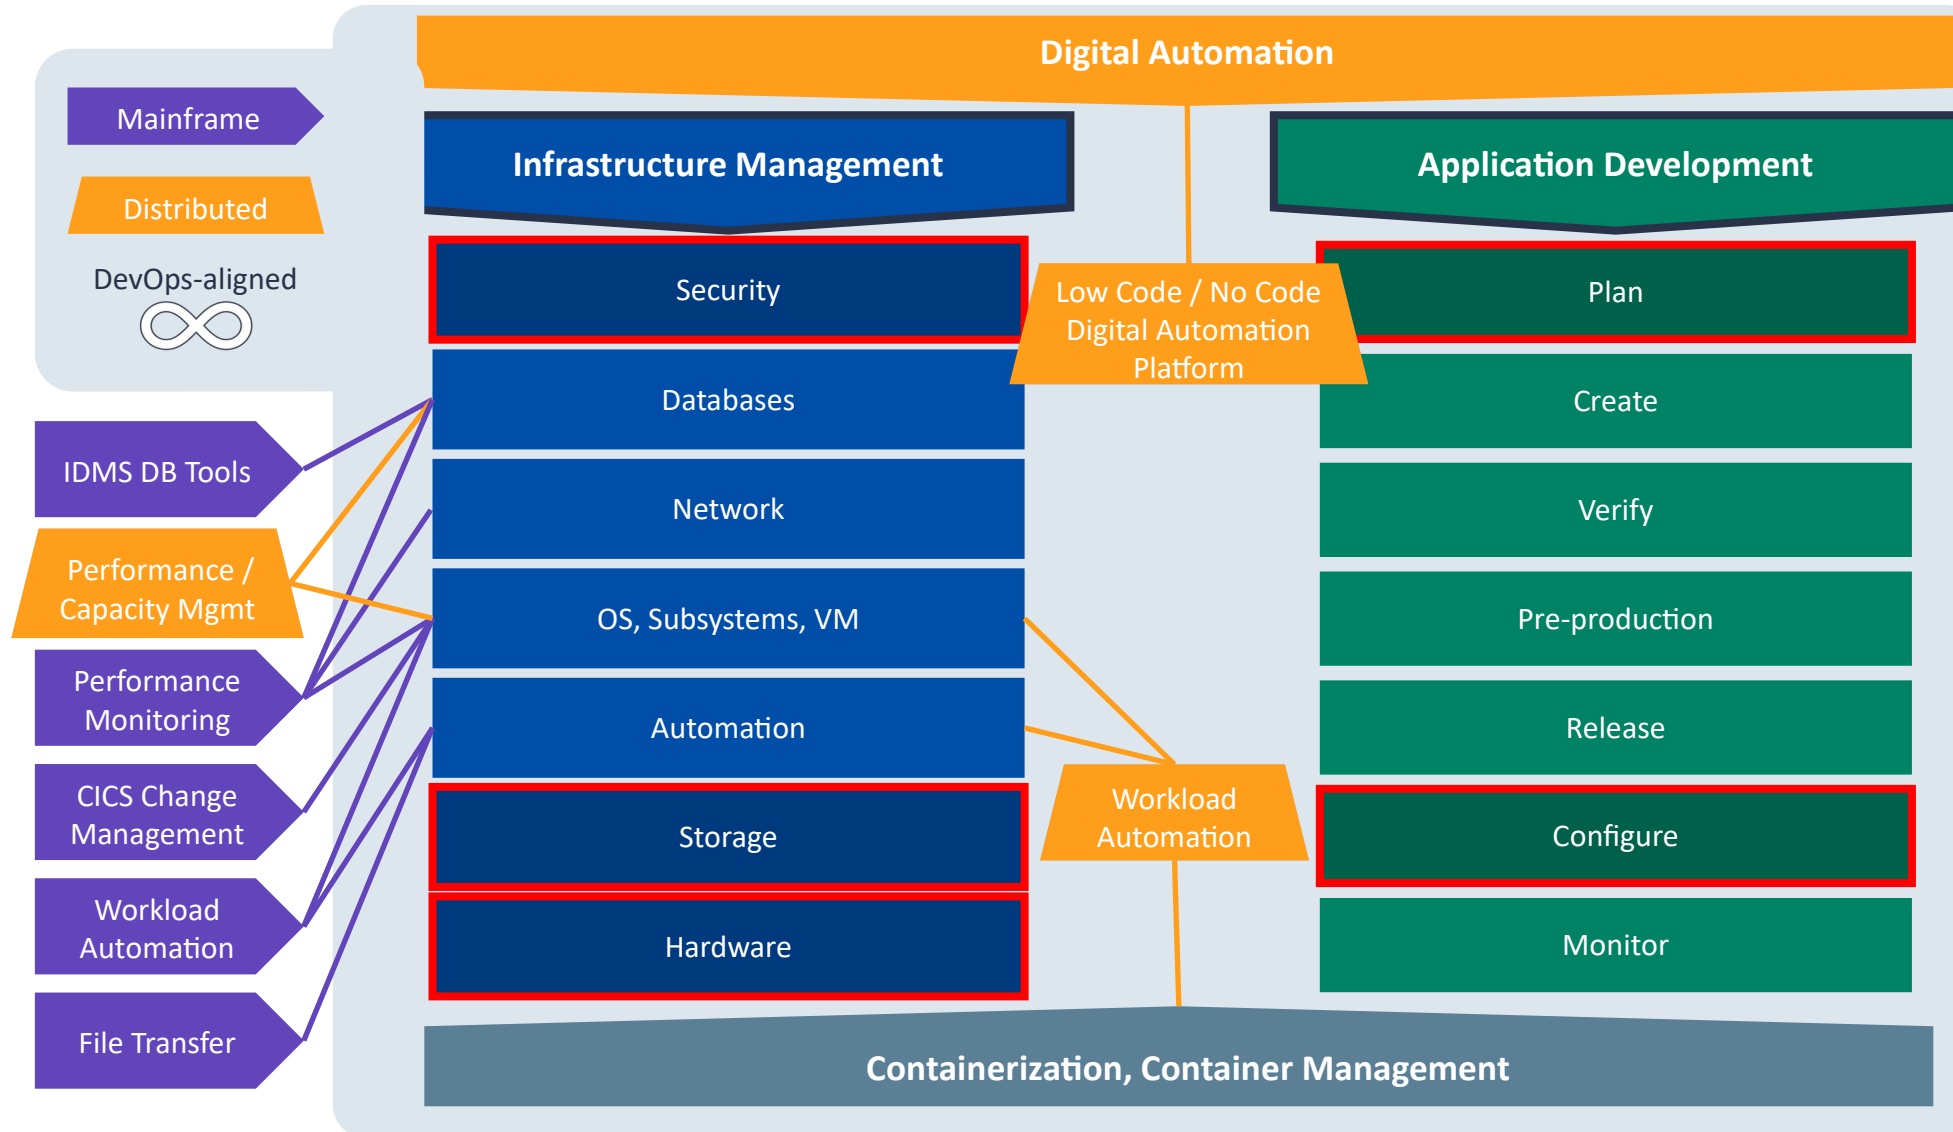 Digital Automation
Mainframe
Distributed
DevOps-aligned
Infrastructure Management
Application Development
Security
Databases
Network
OS, Subsystems, VM
Automation
Storage
Hardware
Low Code / No Code
Digital Automation
Platform
Plan
Create
Verify
Pre-production
Release
Configure
Monitor
IDMS DB Tools
Performance /
Capacity Mgmt
Performance
Monitoring
CICS Change
Management
Workload
Automation
File Transfer
Workload
Automation
Containerization, Container Management